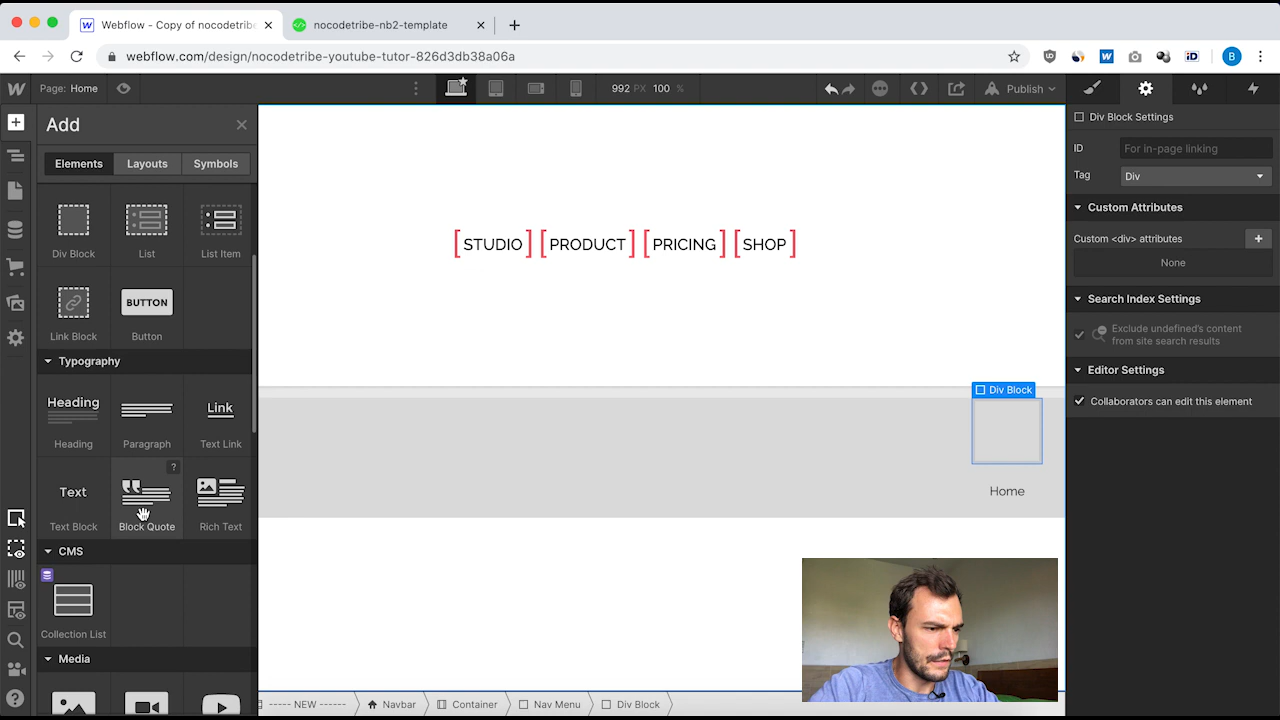 Webflow - Copy of nocodetribe
nocodetribe-nb2-template
webflow.com/design/nocodetribe-youtube-tutor-826d3db38a06a
B
Page: Home
992 PX 100 %
Publish
Add
Elements
Layouts
Symbols
Div Block
List
List Item
BUTTON
Link Block
Button
Typography
Heading
Link
Heading
Paragraph
Text Link
Text
?
Text Block
Block Quote
Rich Text
CMS
Collection List
Media
[STUDIO] [PRODUCT] [PRICING] [SHOP]
Div Block
Home
----- NEW ------
Navbar
Container
Nav Menu
Div Block
Div Block Settings
ID
For in-page linking
Tag
Div
Custom Attributes
Custom <div> attributes
None
Search Index Settings
Exclude undefined's content
from site search results
Editor Settings
Collaborators can edit this element